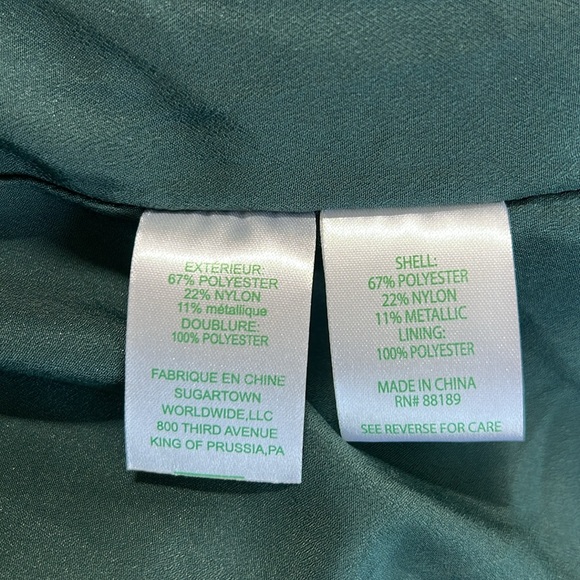 EXTÉRIEUR:
67% POLYESTER
22% NYLON
11% métallique
DOUBLURE:
100% POLYESTER
FABRIQUE EN CHINE
SUGARTOWN
WORLDWIDE,LLC
800 THIRD AVENUE
KING OF PRUSSIA,PA
SHELL:
67% POLYESTER
22% NYLON
11% METALLIC
LINING:
100% POLYESTER
MADE IN CHINA
RN# 88189
SEE REVERSE FOR CARE